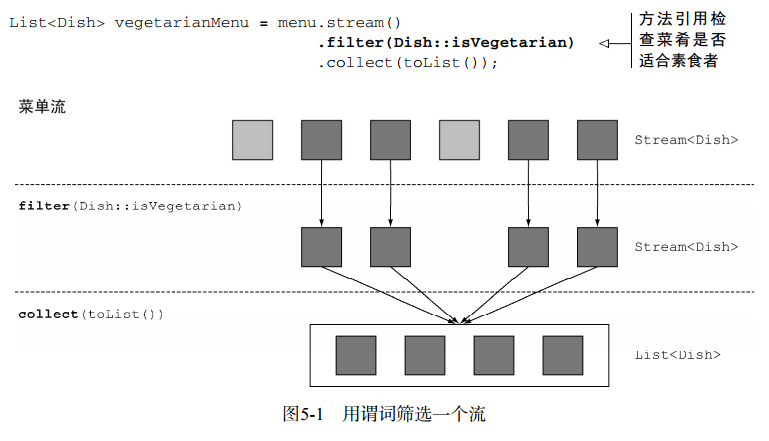 List<Dish> vegetarianMenu = menu.stream()
.filter(Dish::isVegetarian)
.collect(toList());
方法引用检
查菜肴是否
适合素食者
菜单流
Stream<Dish>
filter(Dish::isVegetarian)
Stream<Dish>
collect(toList())
List<Dish>
图5-1 用谓词筛选一个流